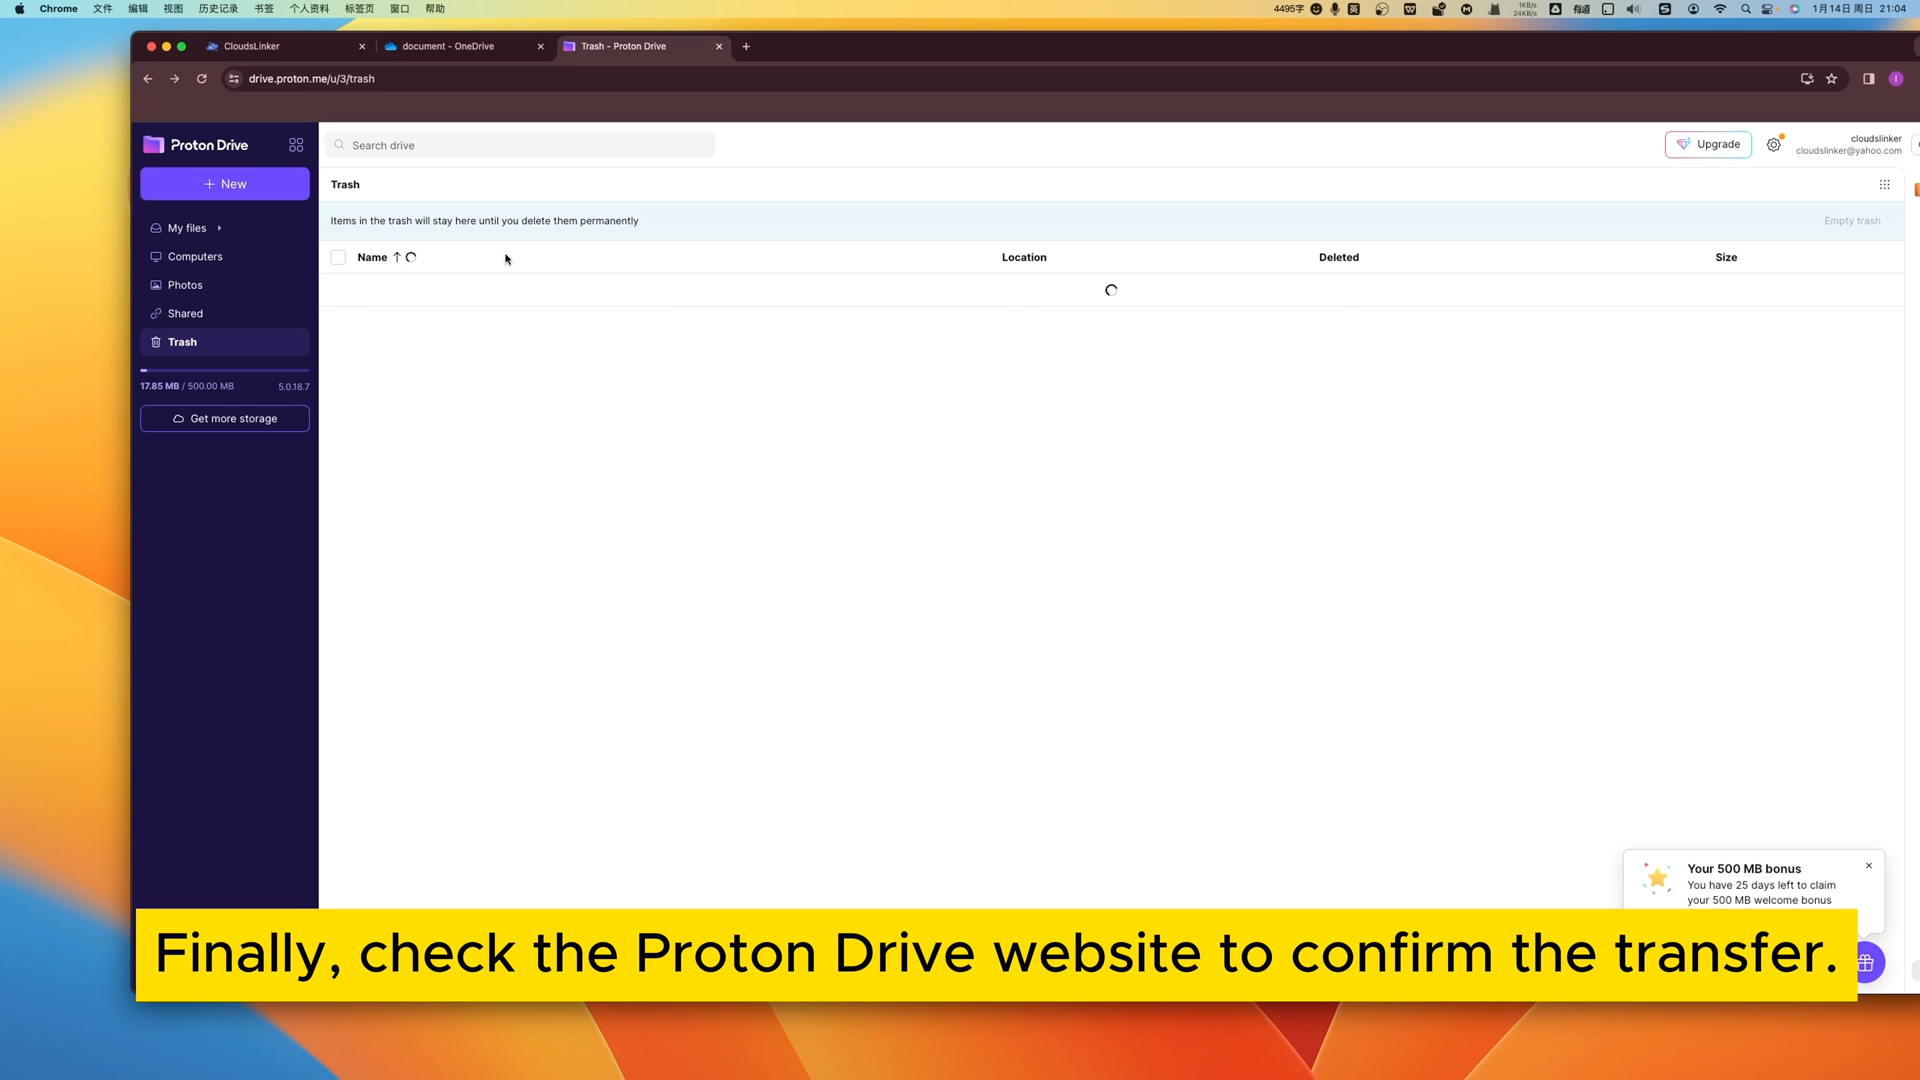 Chrome 文件 编辑 视图 历史记录 书签 个人资料 标签页 窗口 帮助 4495字 英 1KB/s 24KB/s 有道 1月14日 周日 21:04
CloudsLinker document - OneDrive Trash - Proton Drive
drive.proton.me/u/3/trash
Proton Drive
Search drive
Upgrade
cloudslinker
cloudslinker@yahoo.com
New
Trash
Items in the trash will stay here until you delete them permanently
Empty trash
My files
Computers
Photos
Shared
Trash
17.85 MB / 500.00 MB 5.0.18.7
Get more storage
Name Location Deleted Size
Your 500 MB bonus
You have 25 days left to claim
your 500 MB welcome bonus
Finally, check the Proton Drive website to confirm the transfer.